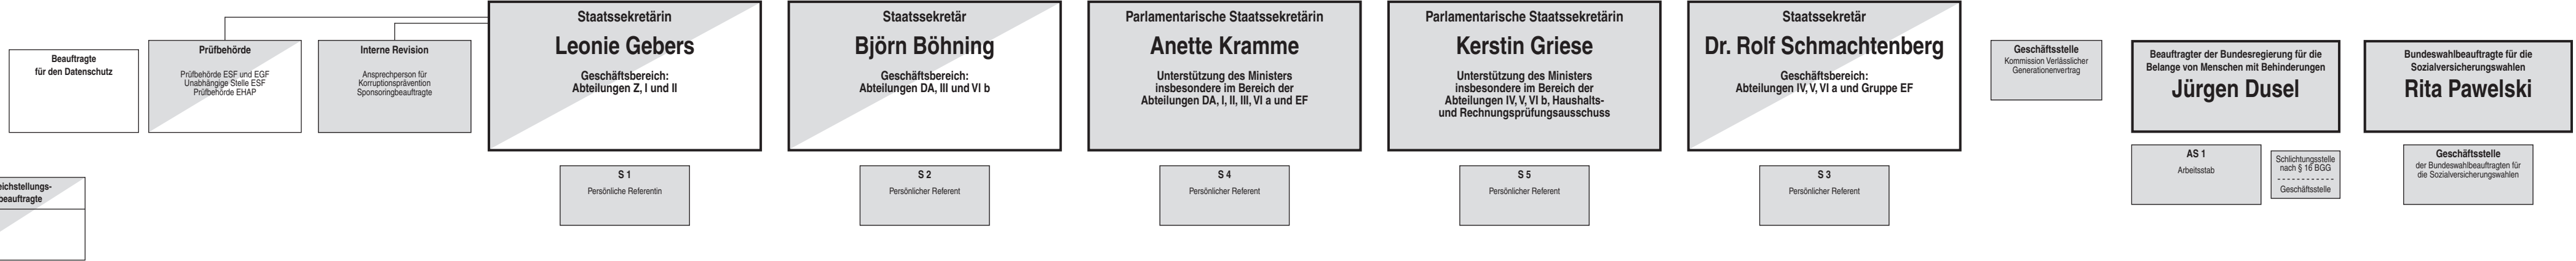 Beauftragte
für den Datenschutz
Prüfbehörde
Prüfbehörde ESF und EGF
Unabhängige Stelle ESF
Prüfbehörde EHAP
Interne Revision
Ansprechperson für
Korruptionsprävention
Sponsoringbeauftragte
Staatssekretärin
Leonie Gebers
Geschäftsbereich:
Abteilungen Z, I und II
S 1
Persönliche Referentin
Staatssekretär
Björn Böhning
Geschäftsbereich:
Abteilungen DA, III und VI b
S 2
Persönlicher Referent
Parlamentarische Staatssekretärin
Anette Kramme
Unterstützung des Ministers
insbesondere im Bereich der
Abteilungen DA, I, II, III, VI a und EF
S 4
Persönlicher Referent
Parlamentarische Staatssekretärin
Kerstin Griese
Unterstützung des Ministers
insbesondere im Bereich der
Abteilungen IV, V, VI b, Haushalts-
und Rechnungsprüfungsausschuss
S 5
Persönlicher Referent
Staatssekretär
Dr. Rolf Schmachtenberg
Geschäftsbereich:
Abteilungen IV, V, VI a und Gruppe EF
S 3
Persönlicher Referent
Geschäftsstelle
Kommission Verlässlicher
Generationenvertrag
Beauftragter der Bundesregierung für die
Belange von Menschen mit Behinderungen
Jürgen Dusel
AS 1
Arbeitsstab
Schlichtungsstelle
nach § 16 BGG
Geschäftsstelle
Bundeswahlbeauftragte für die
Sozialversicherungswahlen
Rita Pawelski
Geschäftsstelle
der Bundeswahlbeauftragten für
die Sozialversicherungswahlen
eichstellungs-
beauftragte